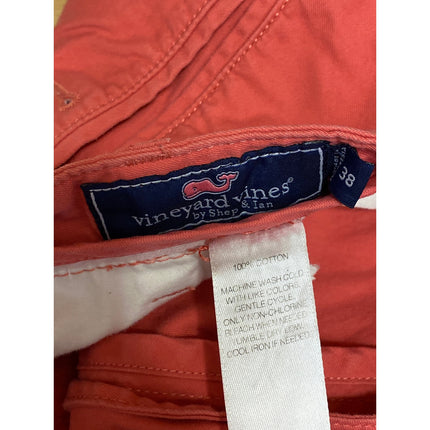 vineyard vines®
by Shep & Ian
38
100% COTTON
MACHINE WASH COLD
WITH LIKE COLORS,
GENTLE CYCLE.
ONLY NON-CHLORINE
BLEACH WHEN NEEDED
TUMBLE DRY LOW.
COOL IRON IF NEEDED